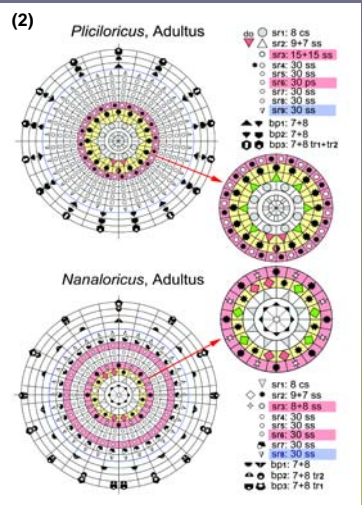 (2)
Pliciloricus, Adultus
do
sr1: 8 cs
sr2: 9+7 ss
sr3: 15+15 ss
sr4: 30 ss
sr5: 30 ss
sr6: 30 ps
sr7: 30 ss
sr8: 30 ss
sr9: 30 ss
bp1: 7+8
bp2: 7+8
bp3: 7+8 tr1+tr2
Nanaloricus, Adultus
sr1: 8 cs
sr2: 9+7 ss
sr3: 8+8 ss
sr4: 30 ss
sr5: 30 ss
sr6: 30 ss
sr7: 30 ss
sr8: 30 ss
bp1: 7+8
bp2: 7+8 tr2
bp3: 7+8 tr1